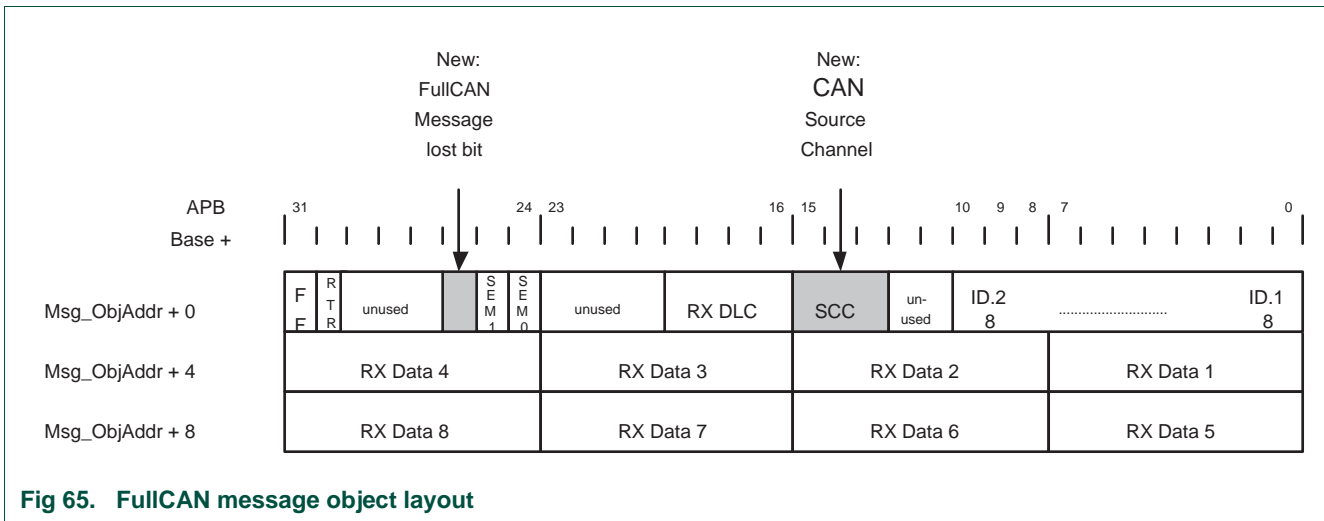 New:
FullCAN
Message
lost bit
New:
CAN
Source
Channel
APB
Base +
31 24 23 16 15 10 9 8 7 0
Msg_ObjAddr + 0
F
F
R
T
R
unused
S
E
M
1
S
E
M
0
unused
RX DLC
SCC
un-
used
ID.2
8
............................
ID.1
8
Msg_ObjAddr + 4 RX Data 4 RX Data 3 RX Data 2 RX Data 1
Msg_ObjAddr + 8 RX Data 8 RX Data 7 RX Data 6 RX Data 5
Fig 65. FullCAN message object layout